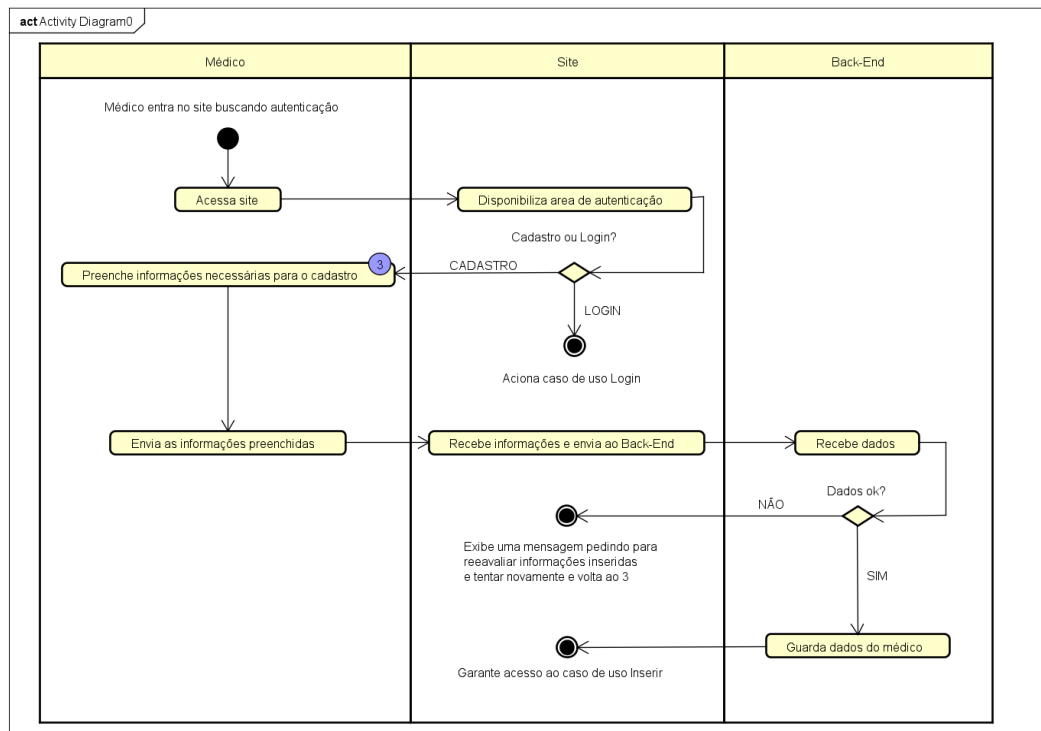 act Activity Diagram0
Médico
Site
Back-End
Médico entra no site buscando autenticação
Acessa site
Disponibiliza area de autenticação
Cadastro ou Login?
3
Preenche informações necessárias para o cadastro
CADASTRO
LOGIN
Aciona caso de uso Login
Envia as informações preenchidas
Recebe informações e envia ao Back-End
Recebe dados
Dados ok?
NÃO
Exibe uma mensagem pedindo para
reeavaliar informações inseridas
e tentar novamente e volta ao 3
SIM
Guarda dados do médico
Garante acesso ao caso de uso Inserir